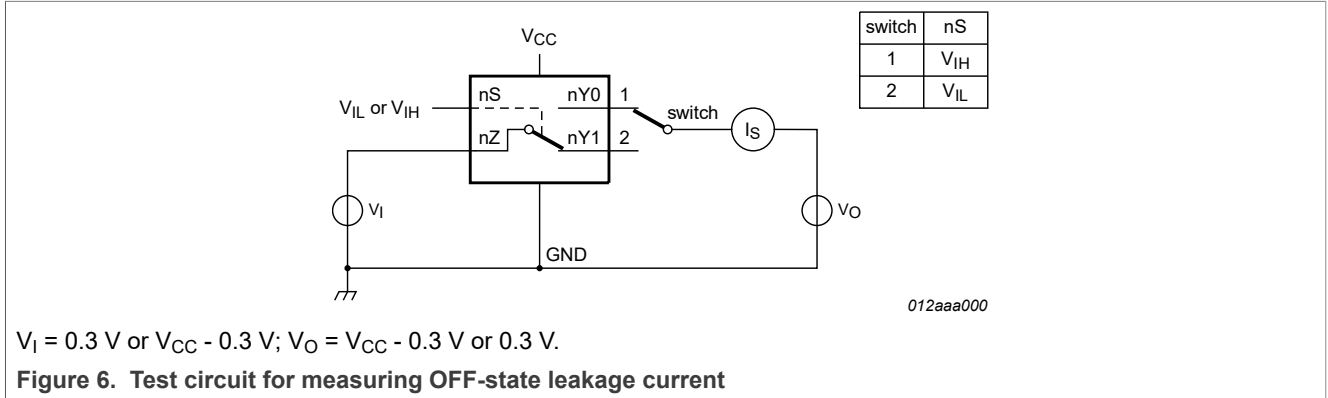 switch nS
1 VIH
2 VIL
VCC
VIL or VIH
nS
nY0
1
switch
IS
nZ
nY1
2
VI
VO
GND
012aaa000
VI = 0.3 V or VCC - 0.3 V; VO = VCC - 0.3 V or 0.3 V.
Figure 6. Test circuit for measuring OFF-state leakage current